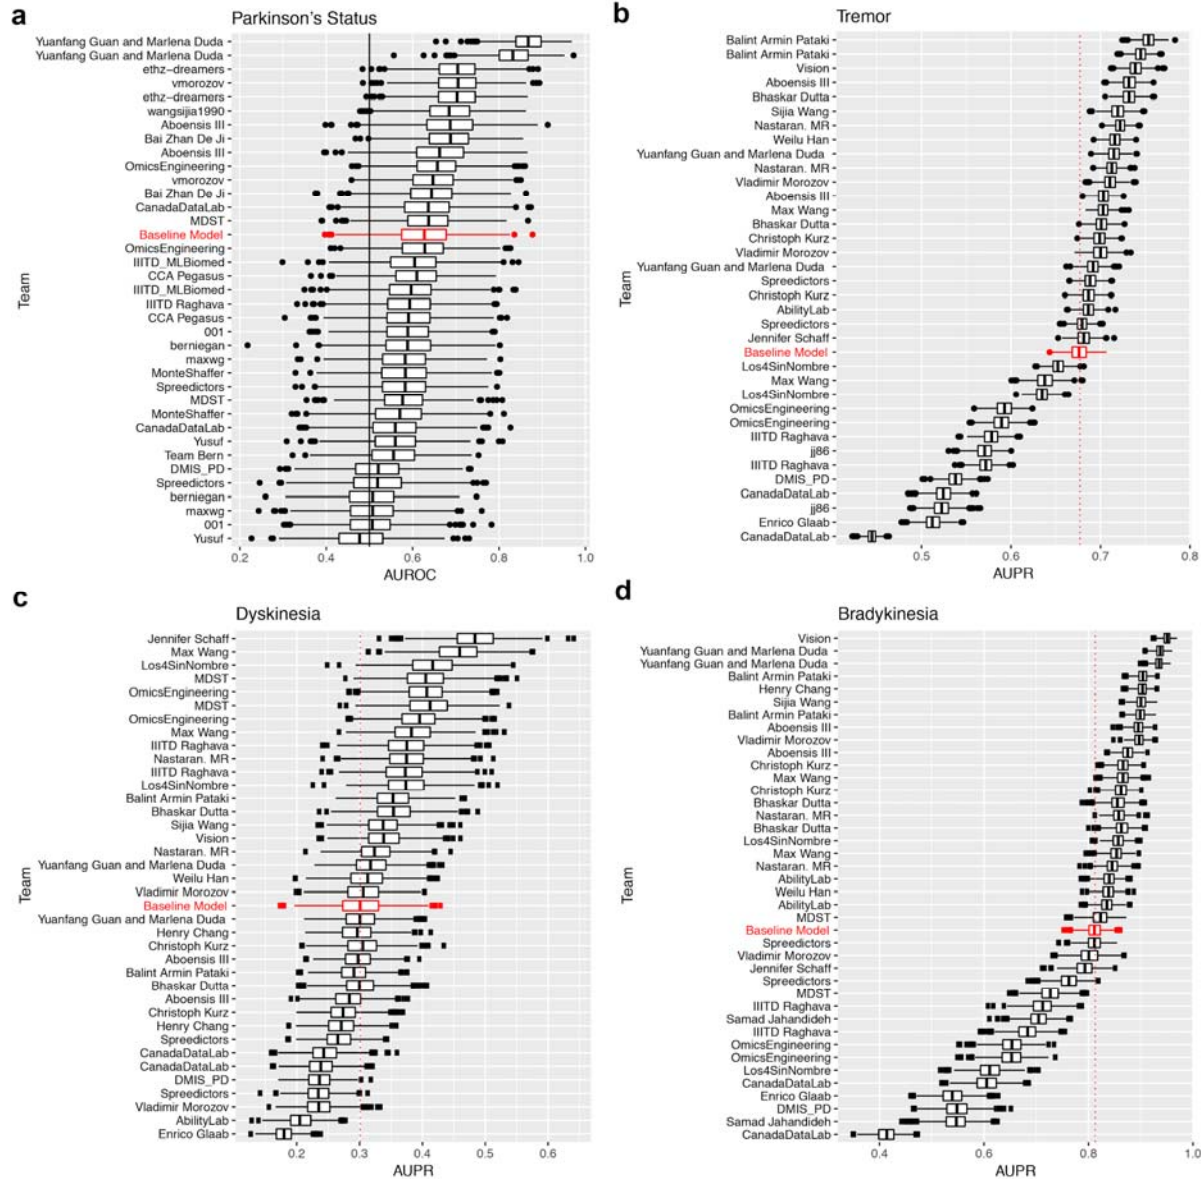 a
Parkinson's Status
Yuanfang Guan and Marlena Duda
Yuanfang Guan and Marlena Duda
ethz-dreamers
vmorozov
ethz-dreamers
wangsijia1990
Aboensis III
Bai Zhan De Ji
Aboensis III
OmicsEngineering
vmorozov
Bai Zhan De Ji
CanadaDataLab
MDST
Baseline Model
OmicsEngineering
IIITD_MLBiomed
CCA Pegasus
IIITD_MLBiomed
IIITD Raghava
CCA Pegasus
001
berniegan
maxwg
MonteShaffer
Spreedictors
MDST
MonteShaffer
CanadaDataLab
Yusuf
Team Bern
DMIS_PD
Spreedictors
berniegan
maxwg
001
Yusuf
Team
0.2 0.4 0.6 0.8 1.0
AUROC
b
Tremor
Balint Armin Pataki
Balint Armin Pataki
Vision
Aboensis III
Bhaskar Dutta
Sijia Wang
Nastaran. MR
Weilu Han
Yuanfang Guan and Marlena Duda
Nastaran. MR
Vladimir Morozov
Aboensis III
Max Wang
Bhaskar Dutta
Christoph Kurz
Vladimir Morozov
Yuanfang Guan and Marlena Duda
Spreedictors
Christoph Kurz
AbilityLab
Spreedictors
Jennifer Schaff
Baseline Model
Los4SinNombre
Max Wang
Los4SinNombre
OmicsEngineering
OmicsEngineering
IIITD Raghava
jj86
IIITD Raghava
DMIS_PD
CanadaDataLab
jj86
Enrico Glaab
CanadaDataLab
Team
0.5 0.6 0.7 0.8
AUPR
c
Dyskinesia
Jennifer Schaff
Max Wang
Los4SinNombre
MDST
OmicsEngineering
MDST
OmicsEngineering
Max Wang
IIITD Raghava
Nastaran. MR
IIITD Raghava
Los4SinNombre
Balint Armin Pataki
Bhaskar Dutta
Sijia Wang
Vision
Nastaran. MR
Yuanfang Guan and Marlena Duda
Weilu Han
Vladimir Morozov
Baseline Model
Yuanfang Guan and Marlena Duda
Henry Chang
Christoph Kurz
Aboensis III
Balint Armin Pataki
Bhaskar Dutta
Aboensis III
Christoph Kurz
Henry Chang
Spreedictors
CanadaDataLab
CanadaDataLab
DMIS_PD
Spreedictors
Vladimir Morozov
AbilityLab
Enrico Glaab
Team
0.2 0.3 0.4 0.5 0.6
AUPR
d
Bradykinesia
Vision
Yuanfang Guan and Marlena Duda
Yuanfang Guan and Marlena Duda
Balint Armin Pataki
Henry Chang
Sijia Wang
Balint Armin Pataki
Aboensis III
Vladimir Morozov
Aboensis III
Christoph Kurz
Max Wang
Christoph Kurz
Bhaskar Dutta
Nastaran. MR
Bhaskar Dutta
Los4SinNombre
Max Wang
Nastaran. MR
AbilityLab
Weilu Han
AbilityLab
MDST
Baseline Model
Spreedictors
Vladimir Morozov
Jennifer Schaff
Spreedictors
MDST
IIITD Raghava
Samad Jahandideh
IIITD Raghava
OmicsEngineering
OmicsEngineering
Los4SinNombre
CanadaDataLab
Enrico Glaab
DMIS_PD
Samad Jahandideh
CanadaDataLab
Team
0.4 0.6 0.8 1.0
AUPR